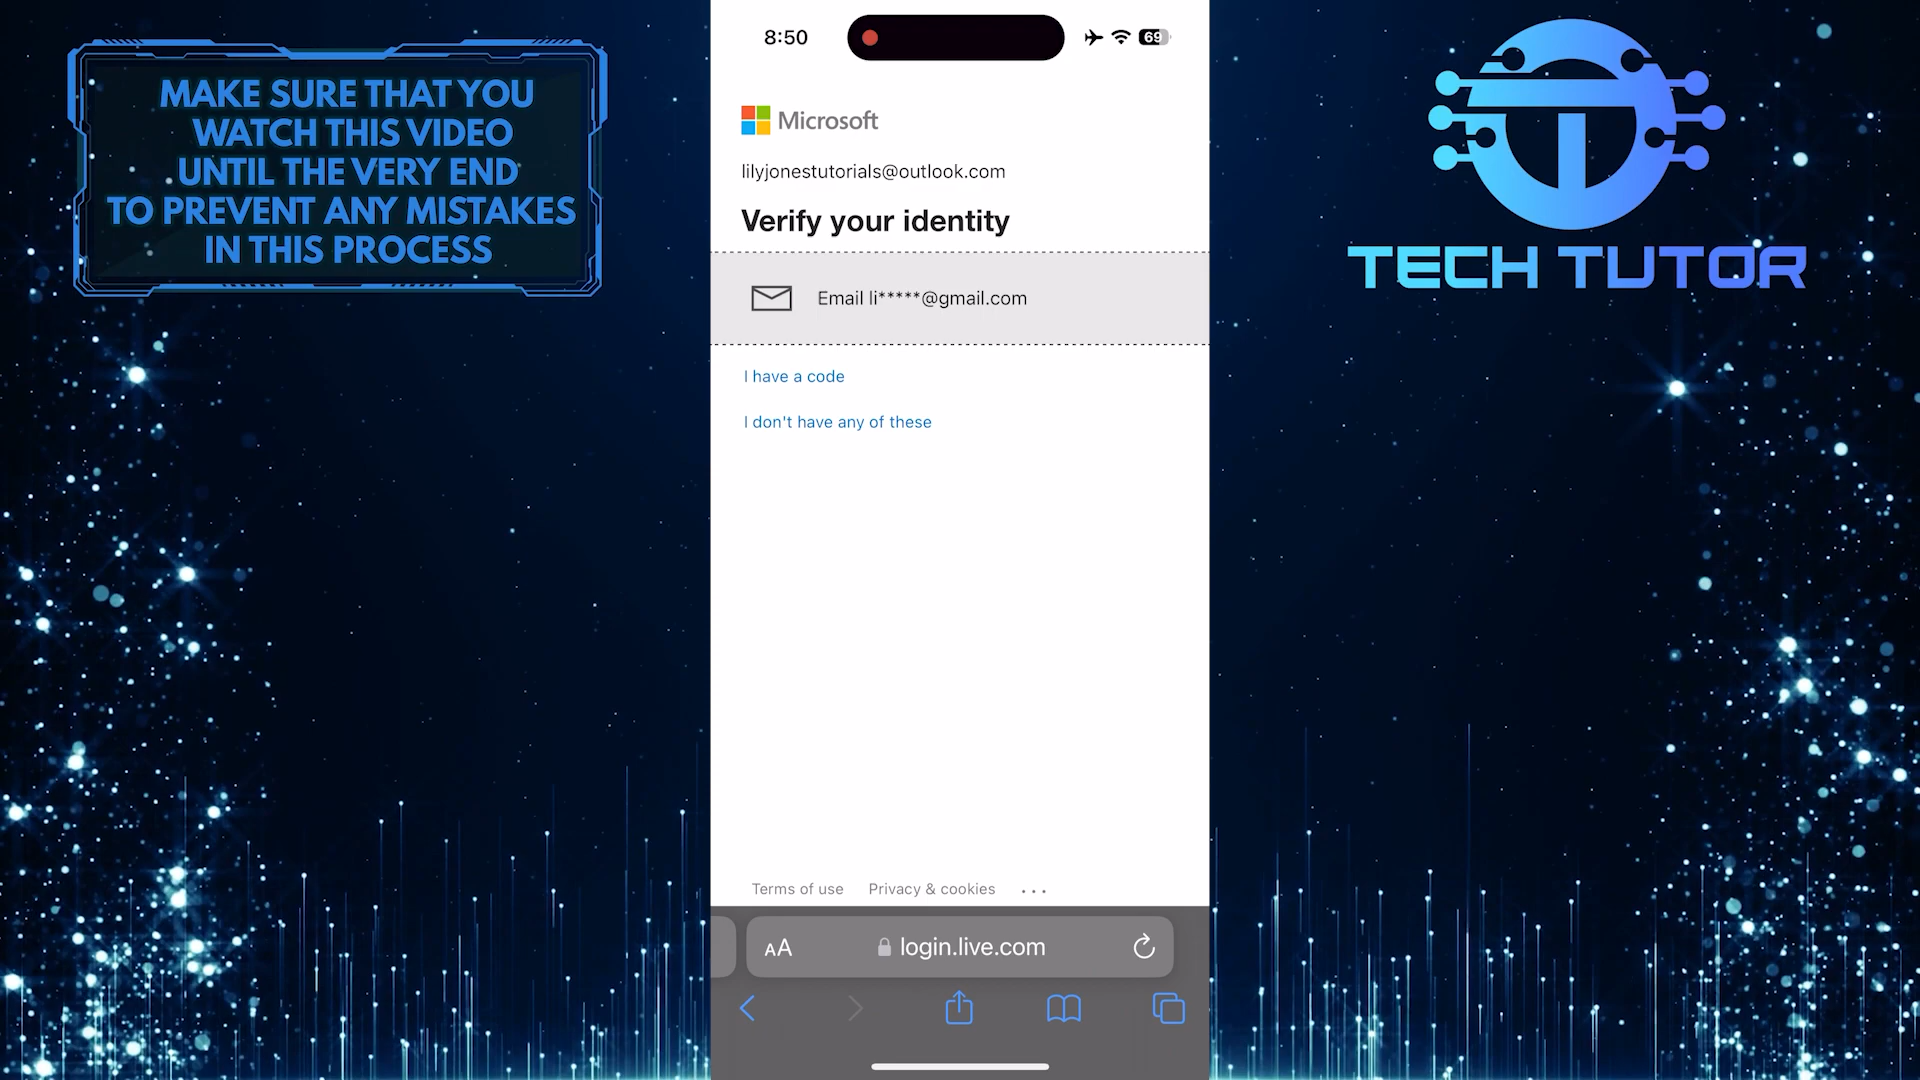 MAKE SURE THAT YOU
WATCH THIS VIDEO
UNTIL THE VERY END
TO PREVENT ANY MISTAKES
IN THIS PROCESS
8:50
69
Microsoft
lilyjonestutorials@outlook.com
Verify your identity
Email li*****@gmail.com
I have a code
I don't have any of these
Terms of use Privacy & cookies ...
AA login.live.com
TECH TUTOR